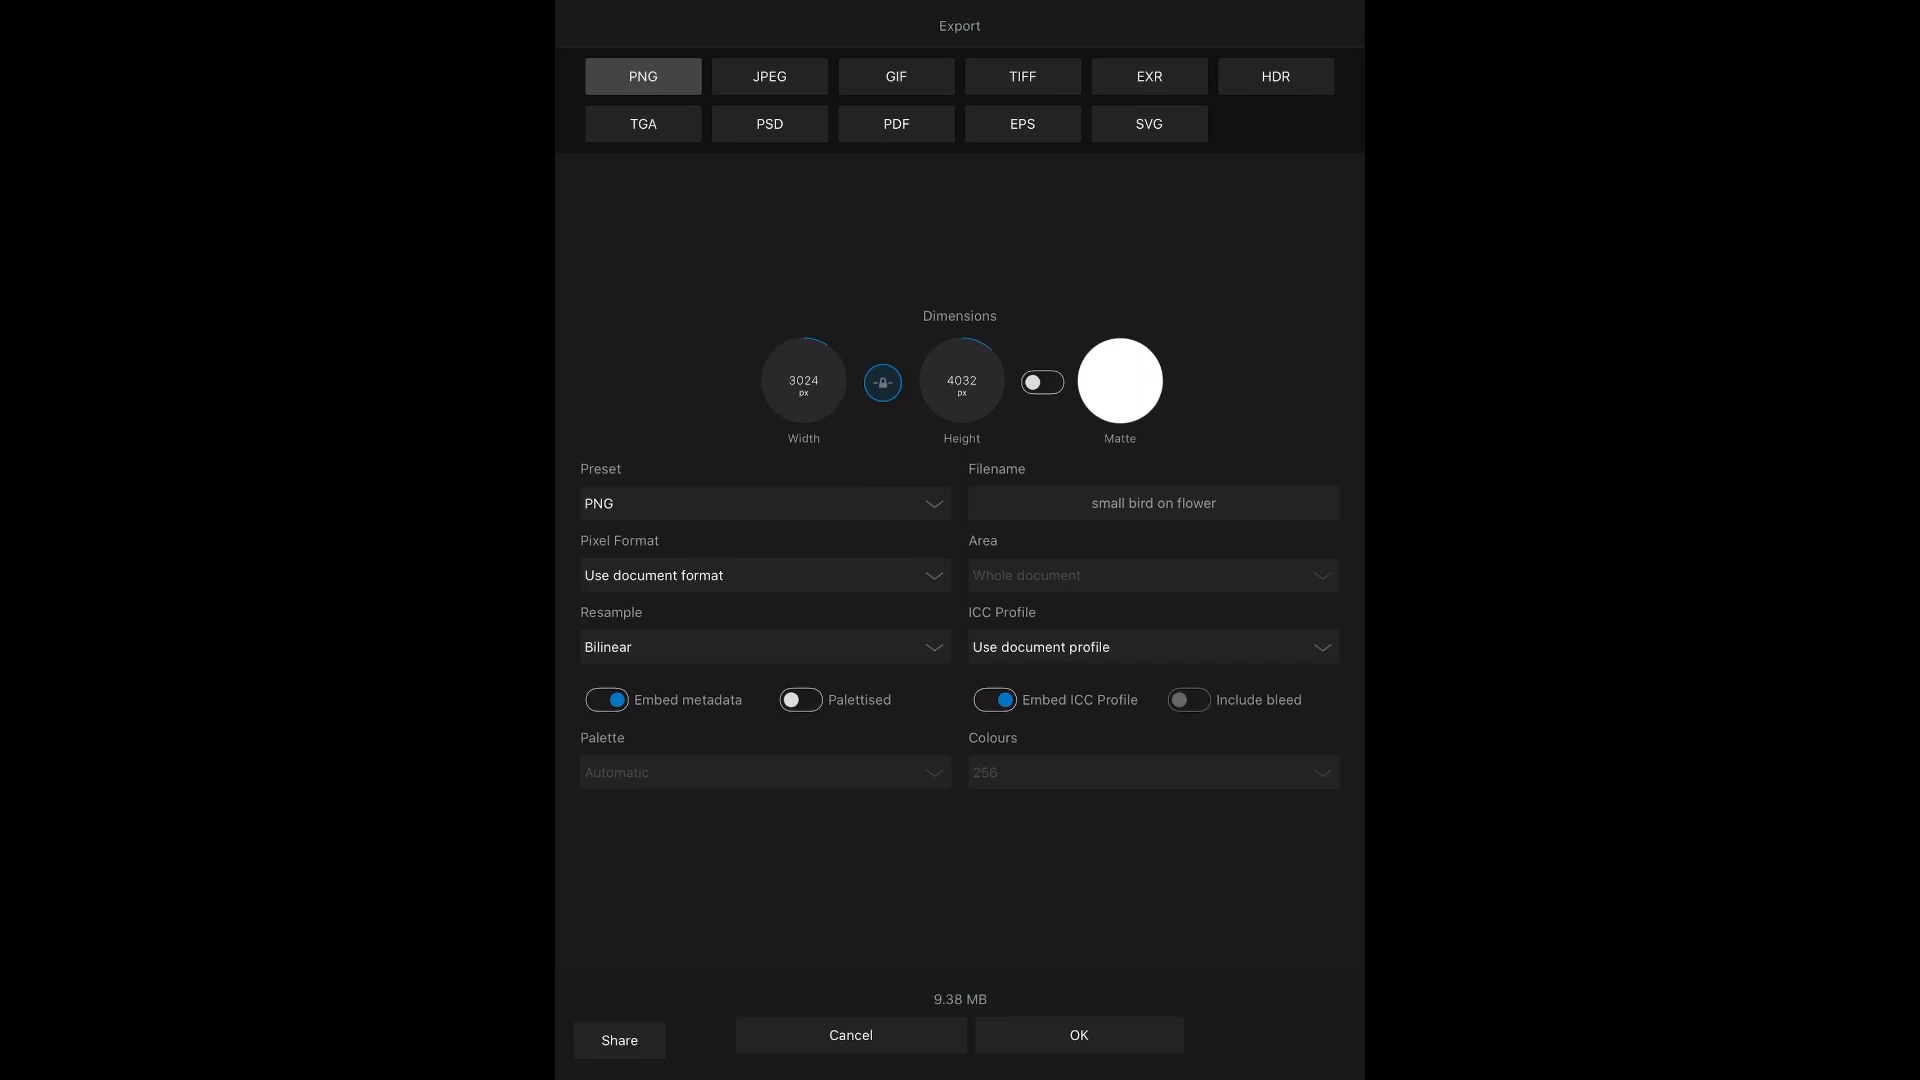 Export
PNG JPEG GIF TIFF EXR HDR
TGA PSD PDF EPS SVG
Dimensions
3024 px 4032 px
Width Height Matte
Preset Filename
PNG small bird on flower
Pixel Format Area
Use document format Whole document
Resample ICC Profile
Bilinear Use document profile
Embed metadata Palettised Embed ICC Profile Include bleed
Palette Colours
Automatic 256
9.38 MB
Share Cancel OK